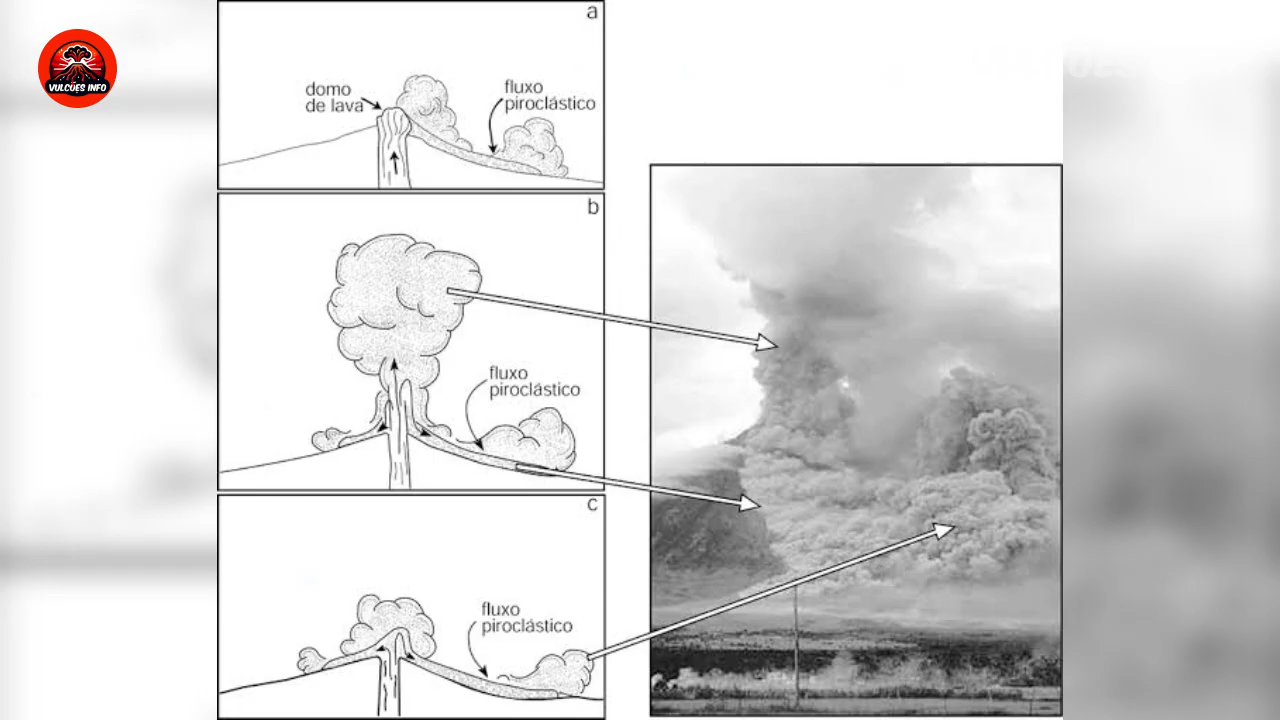 VULCÕES INFO
a
domo
de lava
fluxo
piroclástico
b
fluxo
piroclástico
c
fluxo
piroclástico